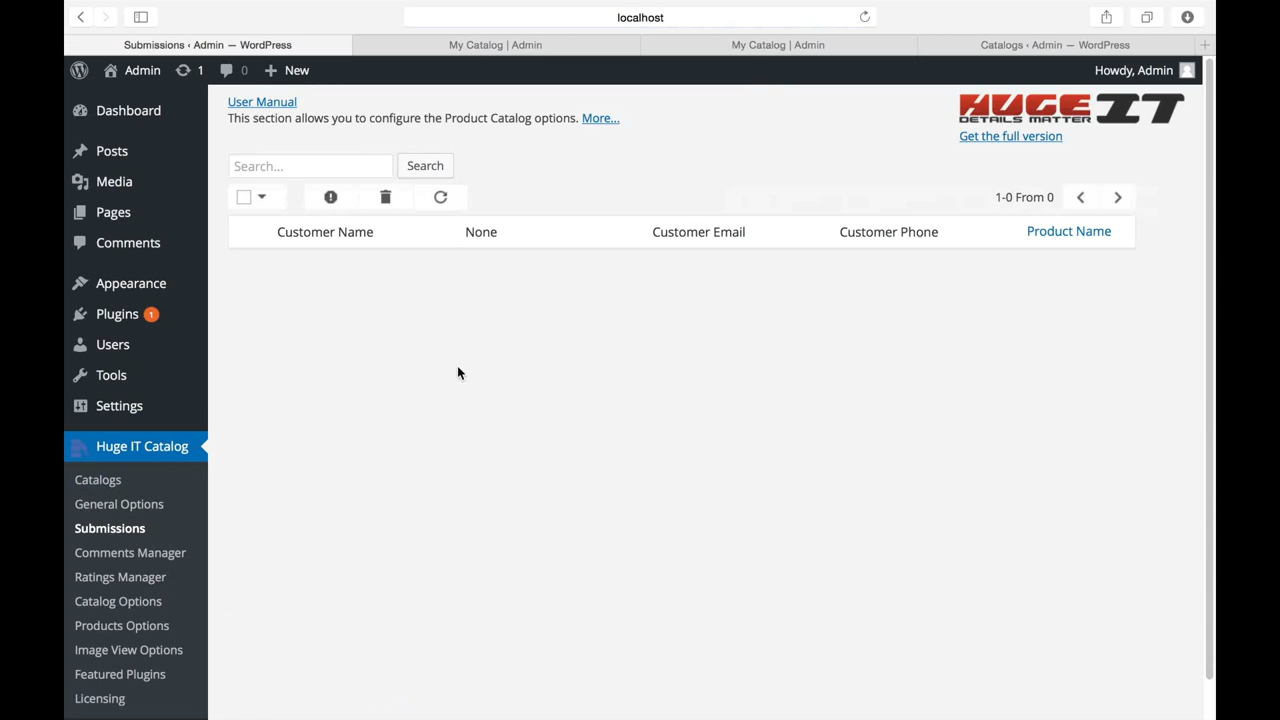 localhost
Submissions ‹ Admin — WordPress
My Catalog | Admin
My Catalog | Admin
Catalogs ‹ Admin — WordPress
Admin
1
0
New
Howdy, Admin
Dashboard
Posts
Media
Pages
Comments
Appearance
Plugins 1
Users
Tools
Settings
Huge IT Catalog
Catalogs
General Options
Submissions
Comments Manager
Ratings Manager
Catalog Options
Products Options
Image View Options
Featured Plugins
Licensing
User Manual
This section allows you to configure the Product Catalog options. More...
HUGE IT
DETAILS MATTER
Get the full version
Search...
Search
1-0 From 0
Customer Name
None
Customer Email
Customer Phone
Product Name